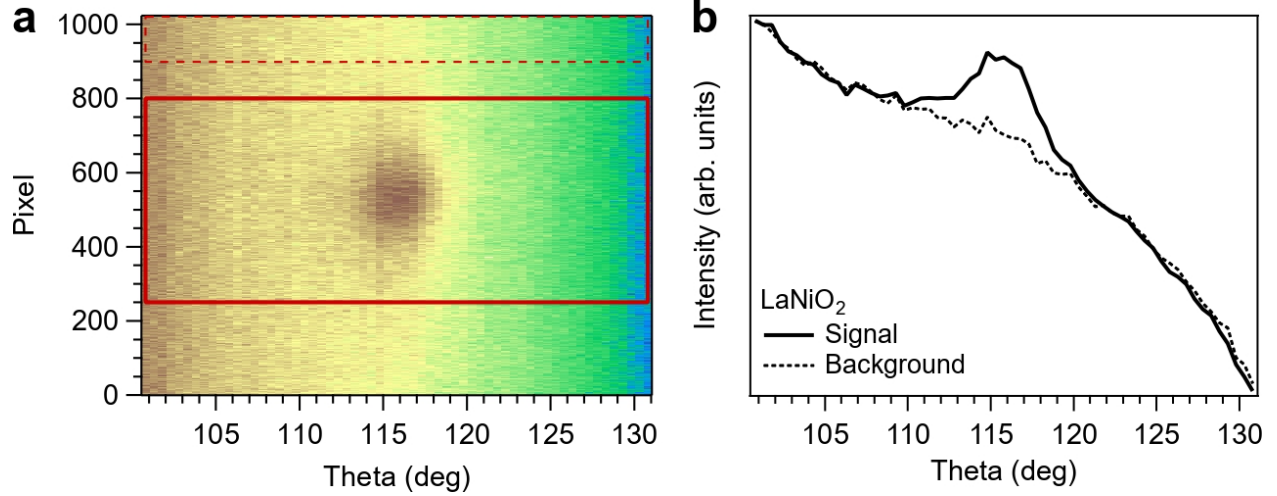 a
1000
800
600
400
200
0
Pixel
105 110 115 120 125 130
Theta (deg)
b
Intensity (arb. units)
LaNiO₂
Signal
Background
105 110 115 120 125 130
Theta (deg)